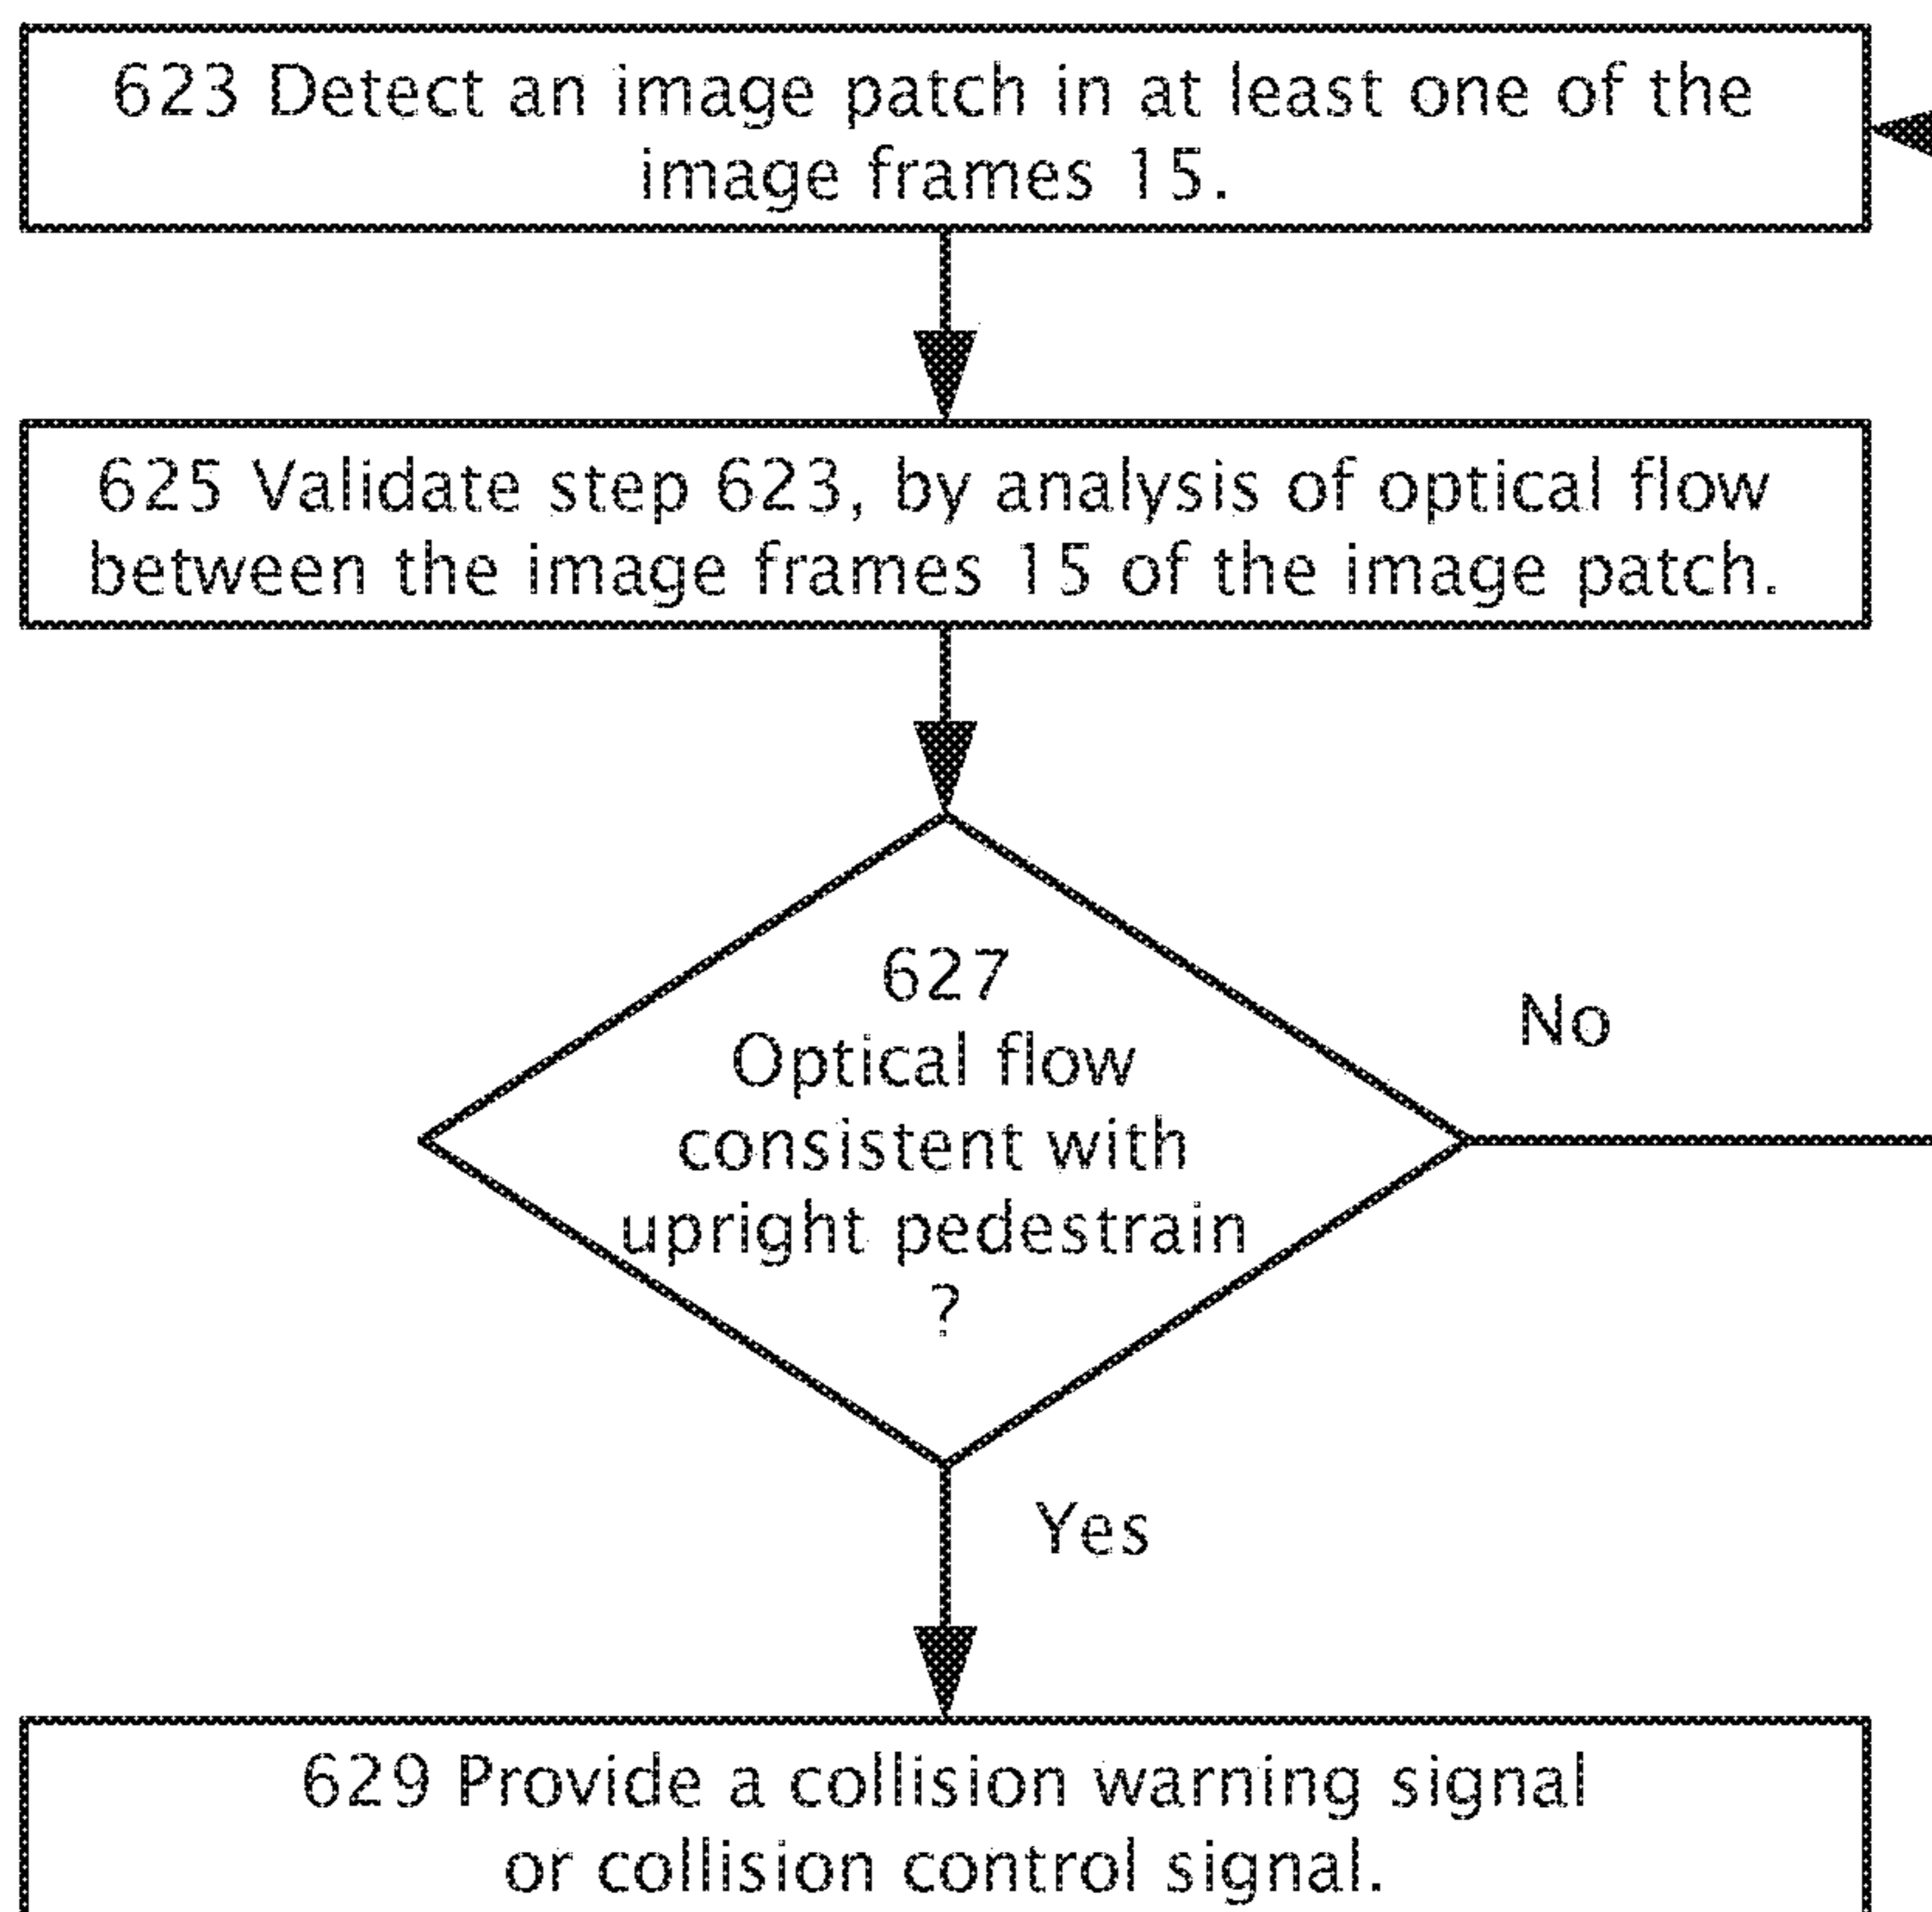 623 Detect an image patch in at least one of the
image frames 15.
625 Validate step 623, by analysis of optical flow
between the image frames 15 of the image patch.
627
Optical flow
consistent with
upright pedestrain
?
No
Yes
629 Provide a collision warning signal
or collision control signal.